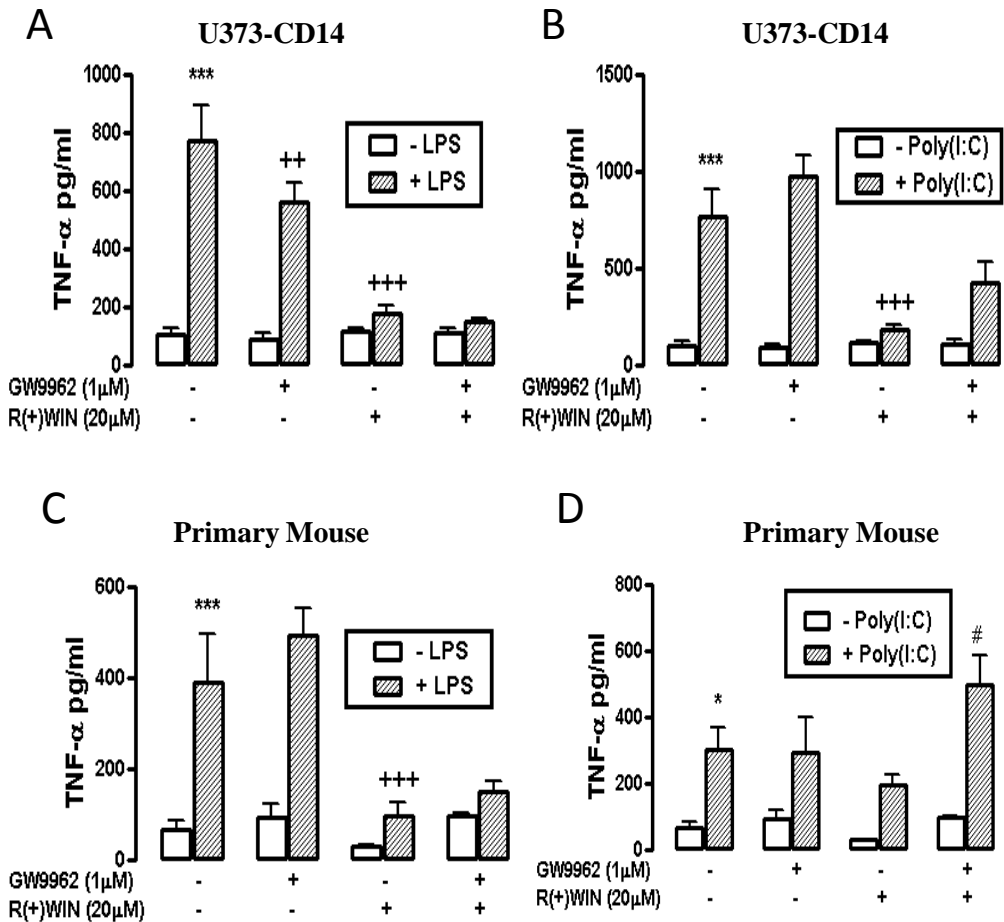 A
U373-CD14
TNF-α pg/ml
1000
800
600
400
200
0
***
++
+++
- LPS
+ LPS
GW9962 (1µM) - + - +
R(+)WIN (20µM) - - + +
B
U373-CD14
TNF-α pg/ml
1500
1000
500
0
***
+++
- Poly(I:C)
+ Poly(I:C)
GW9962 (1µM) - + - +
R(+)WIN (20µM) - - + +
C
Primary Mouse
TNF-α pg/ml
600
400
200
0
***
+++
- LPS
+ LPS
GW9962 (1µM) - + - +
R(+)WIN (20µM) - - + +
D
Primary Mouse
TNF-α pg/ml
800
600
400
200
0
*
#
- Poly(I:C)
+ Poly(I:C)
GW9962 (1µM) - + - +
R(+)WIN (20µM) - - + +